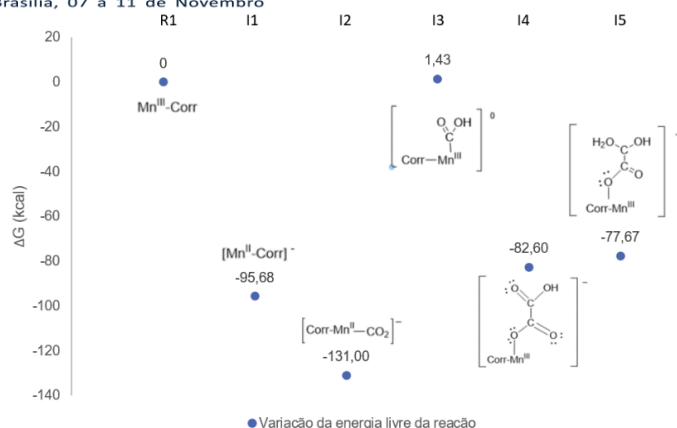 Brasília, 07 a 11 de Novembro
R1 I1 I2 I3 I4 I5
20
0
-20
-40
-60
-80
-100
-120
-140
ΔG (kcal)
0
Mn^III-Corr
[Mn^II-Corr]^-
-95,68
[Corr-Mn^II—CO₂]^-
-131,00
1,43
0
O OH
C
Corr—Mn^III
-82,60
O OH
C
C
O O
Corr-Mn^III
-
H₂O OH
C
C
O O
Corr-Mn^III
-
-77,67
Variação da energia livre da reação